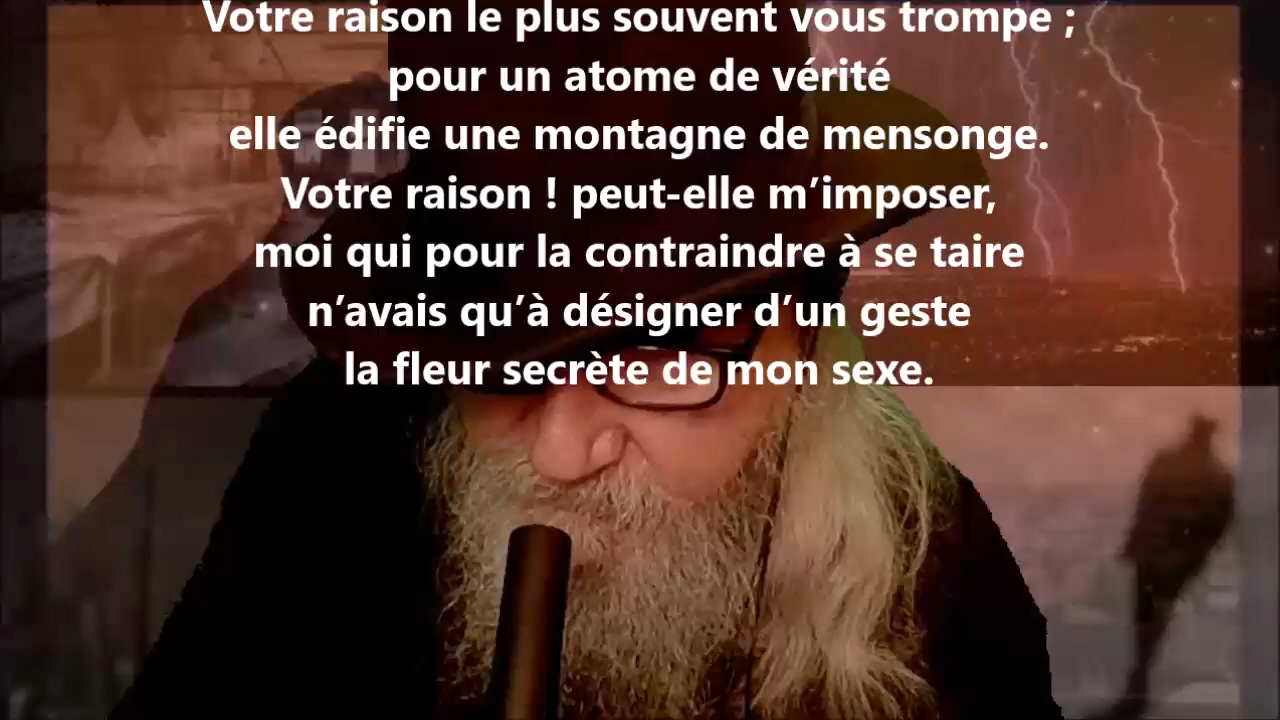 Votre raison le plus souvent vous trompe ;
pour un atome de vérité
elle édifie une montagne de mensonge.
Votre raison ! peut-elle m’imposer,
moi qui pour la contraindre à se taire
n’avais qu’à désigner d’un geste
la fleur secrète de mon sexe.